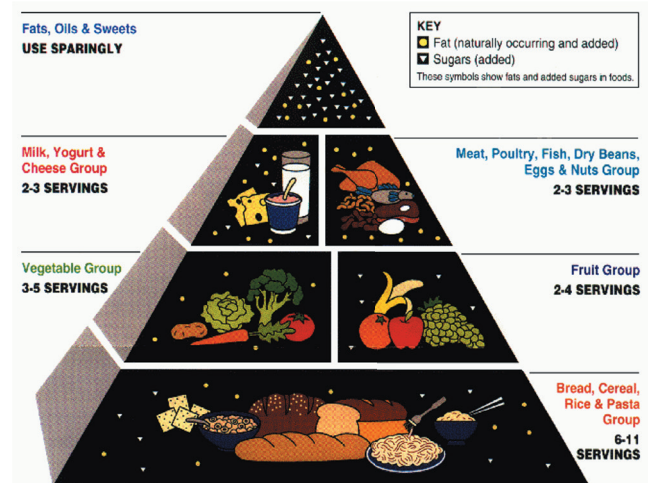 Fats, Oils & Sweets
USE SPARINGLY
KEY
Fat (naturally occurring and added)
Sugars (added)
These symbols show fats and added sugars in foods.
Milk, Yogurt &
Cheese Group
2-3 SERVINGS
Meat, Poultry, Fish, Dry Beans,
Eggs & Nuts Group
2-3 SERVINGS
Vegetable Group
3-5 SERVINGS
Fruit Group
2-4 SERVINGS
Bread, Cereal,
Rice & Pasta
Group
6-11
SERVINGS